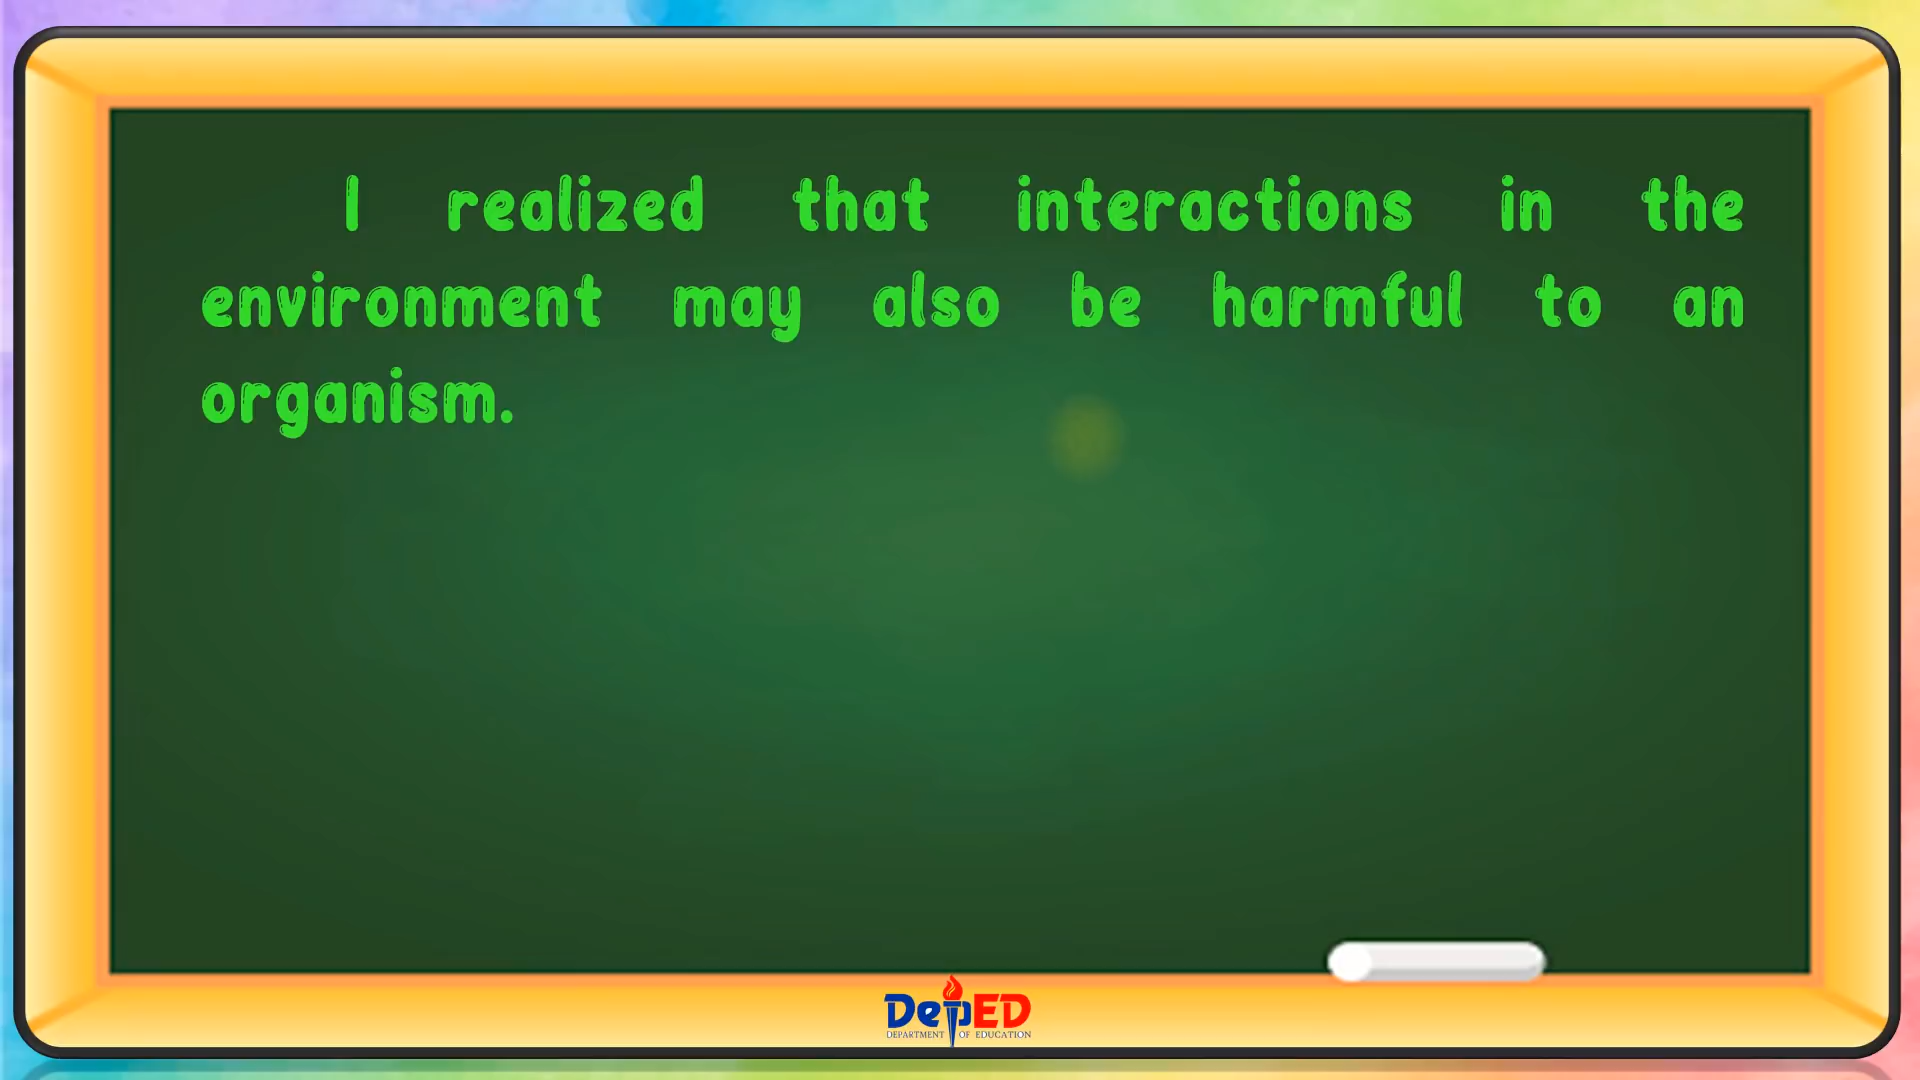 I realized that interactions in the
environment may also be harmful to an
organism.
DepED
DEPARTMENT OF EDUCATION